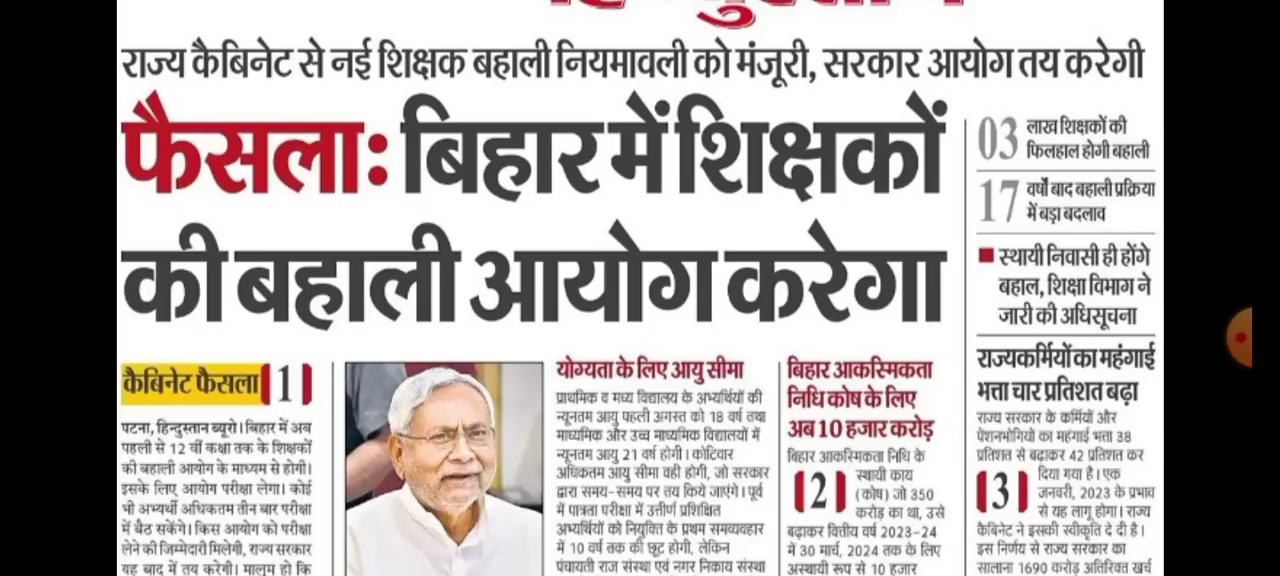 राज्य कैबिनेट से नई शिक्षक बहाली नियमावली को मंजूरी, सरकार आयोग तय करेगी
फैसला: बिहार में शिक्षकों
की बहाली आयोग करेगा
03 लाख शिक्षकों की
फिलहाल होगी बहाली
17 वर्षों बाद बहाली प्रक्रिया
में बड़ा बदलाव
स्थायी निवासी ही होंगे
बहाल, शिक्षा विभाग ने
जारी की अधिसूचना
कैबिनेट फैसला 1
पटना, हिन्दुस्तान ब्यूरो। बिहार में अब
पहली से 12 वीं कक्षा तक के शिक्षकों
की बहाली आयोग के माध्यम से होगी।
इसके लिए आयोग परीक्षा लेगा। कोई
भी अभ्यर्थी अधिकतम तीन बार परीक्षा
में बैठ सकेंगे। किस आयोग को परीक्षा
लेने की जिम्मेदारी मिलेगी, राज्य सरकार
यह बाद में तय करेगी। मालूम हो कि
योग्यता के लिए आयु सीमा
प्राथमिक व मध्य विद्यालय के अभ्यर्थियों की
न्यूनतम आयु पहली अगस्त को 18 वर्ष तथा
माध्यमिक और उच्च माध्यमिक विद्यालयों में
न्यूनतम आयु 21 वर्ष होगी। कोटिवार
अधिकतम आयु सीमा वही होगी, जो सरकार
द्वारा समय-समय पर तय किये जाएंगे। पूर्व
में पात्रता परीक्षा में उत्तीर्ण प्रशिक्षित
अभ्यर्थियों को नियुक्ति के प्रथम समव्यवहार
में 10 वर्ष तक की छूट होगी, लेकिन
पंचायती राज संस्था एवं नगर निकाय संस्था
बिहार आकस्मिकता
निधि कोष के लिए
अब 10 हजार करोड़
बिहार आकस्मिकता निधि के
2
स्थायी काय
(कोष) जो 350
करोड़ का था, उसे
बढ़ाकर वित्तीय वर्ष 2023-24
में 30 मार्च, 2024 तक के लिए
अस्थायी रूप से 10 हजार
राज्यकर्मियों का महंगाई
भत्ता चार प्रतिशत बढ़ा
राज्य सरकार के कर्मियों और
पेंशनभोगियों का महंगाई भत्ता 38
प्रतिशत से बढ़ाकर 42 प्रतिशत कर
3
दिया गया है। एक
जनवरी, 2023 के प्रभाव
से यह लागू होगा। राज्य
कैबिनेट ने इसकी स्वीकृति दे दी है।
इस निर्णय से राज्य सरकार का
सालाना 1690 करोड़ अतिरिक्त खर्च